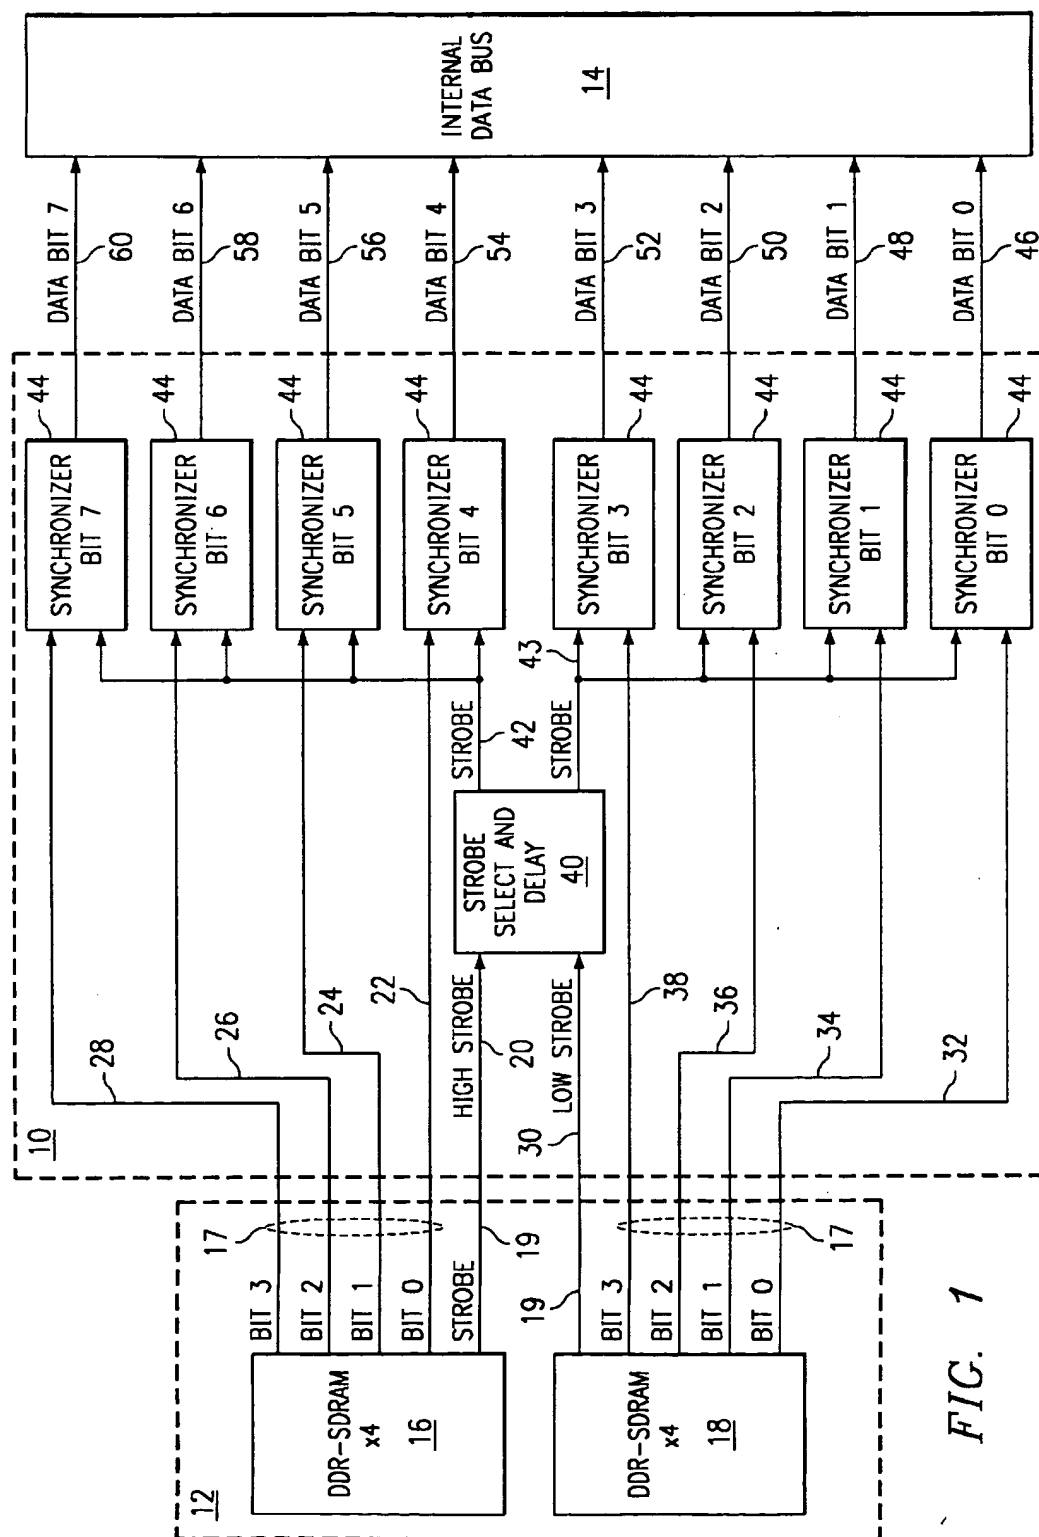 12
DDR-SDRAM
x4
16
BIT 3
BIT 2
BIT 1
BIT 0
STROBE
17
19
DDR-SDRAM
x4
18
19
BIT 3
BIT 2
BIT 1
BIT 0
17
10
28
26
24
22
HIGH STROBE
20
LOW STROBE
30
38
36
34
32
STROBE
SELECT AND
DELAY
40
STROBE
42
STROBE
43
SYNCHRONIZER
BIT 7
44
SYNCHRONIZER
BIT 6
44
SYNCHRONIZER
BIT 5
44
SYNCHRONIZER
BIT 4
44
SYNCHRONIZER
BIT 3
44
SYNCHRONIZER
BIT 2
44
SYNCHRONIZER
BIT 1
44
SYNCHRONIZER
BIT 0
44
DATA BIT 7
60
DATA BIT 6
58
DATA BIT 5
56
DATA BIT 4
54
DATA BIT 3
52
DATA BIT 2
50
DATA BIT 1
48
DATA BIT 0
46
INTERNAL
DATA BUS
14
FIG. 1